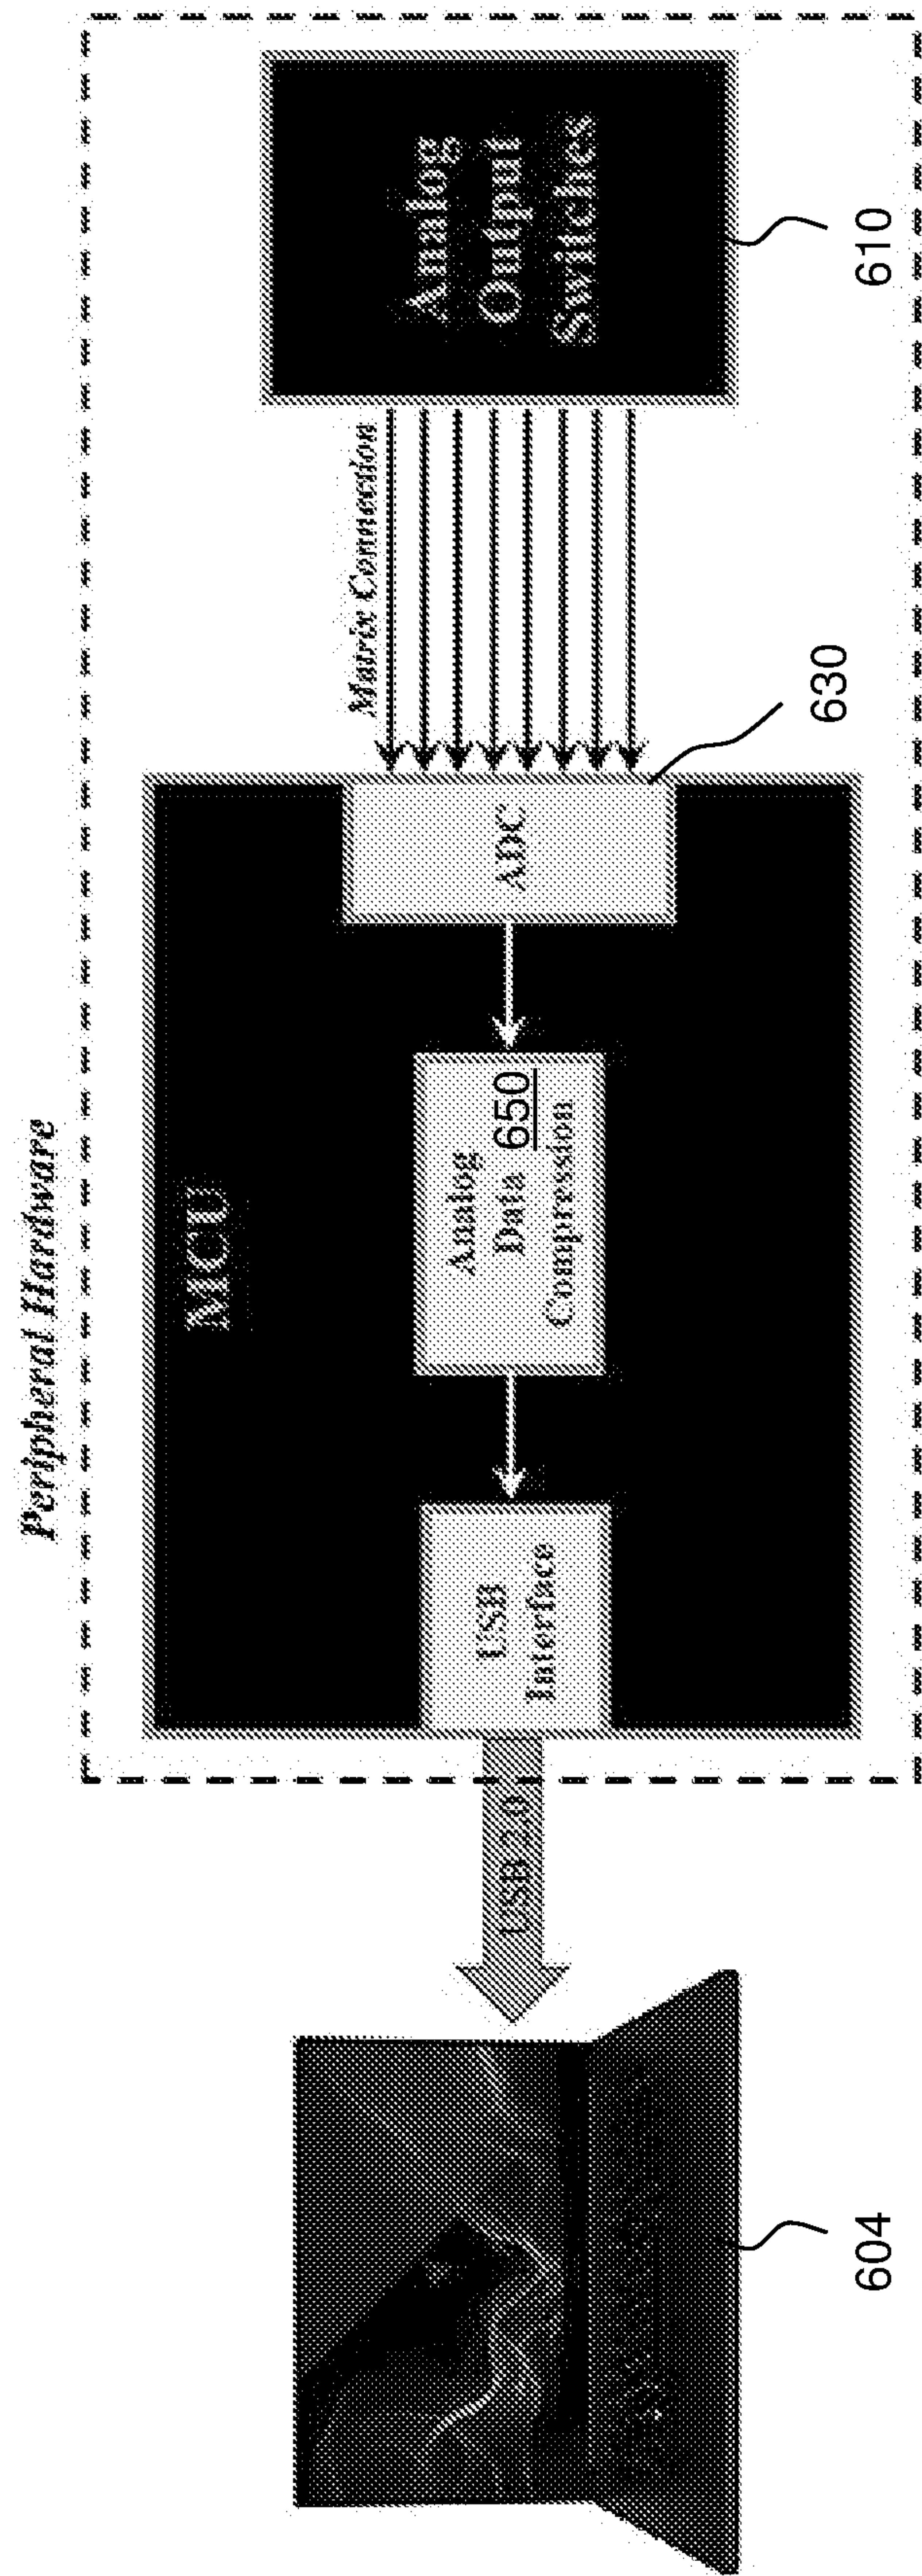 Peripheral Hardware
MCU
USB
Interface
Analog
Data 650
Compression
ADC
Matrix Connection
Analog
Output
Switches
USB 2.0
604
630
610